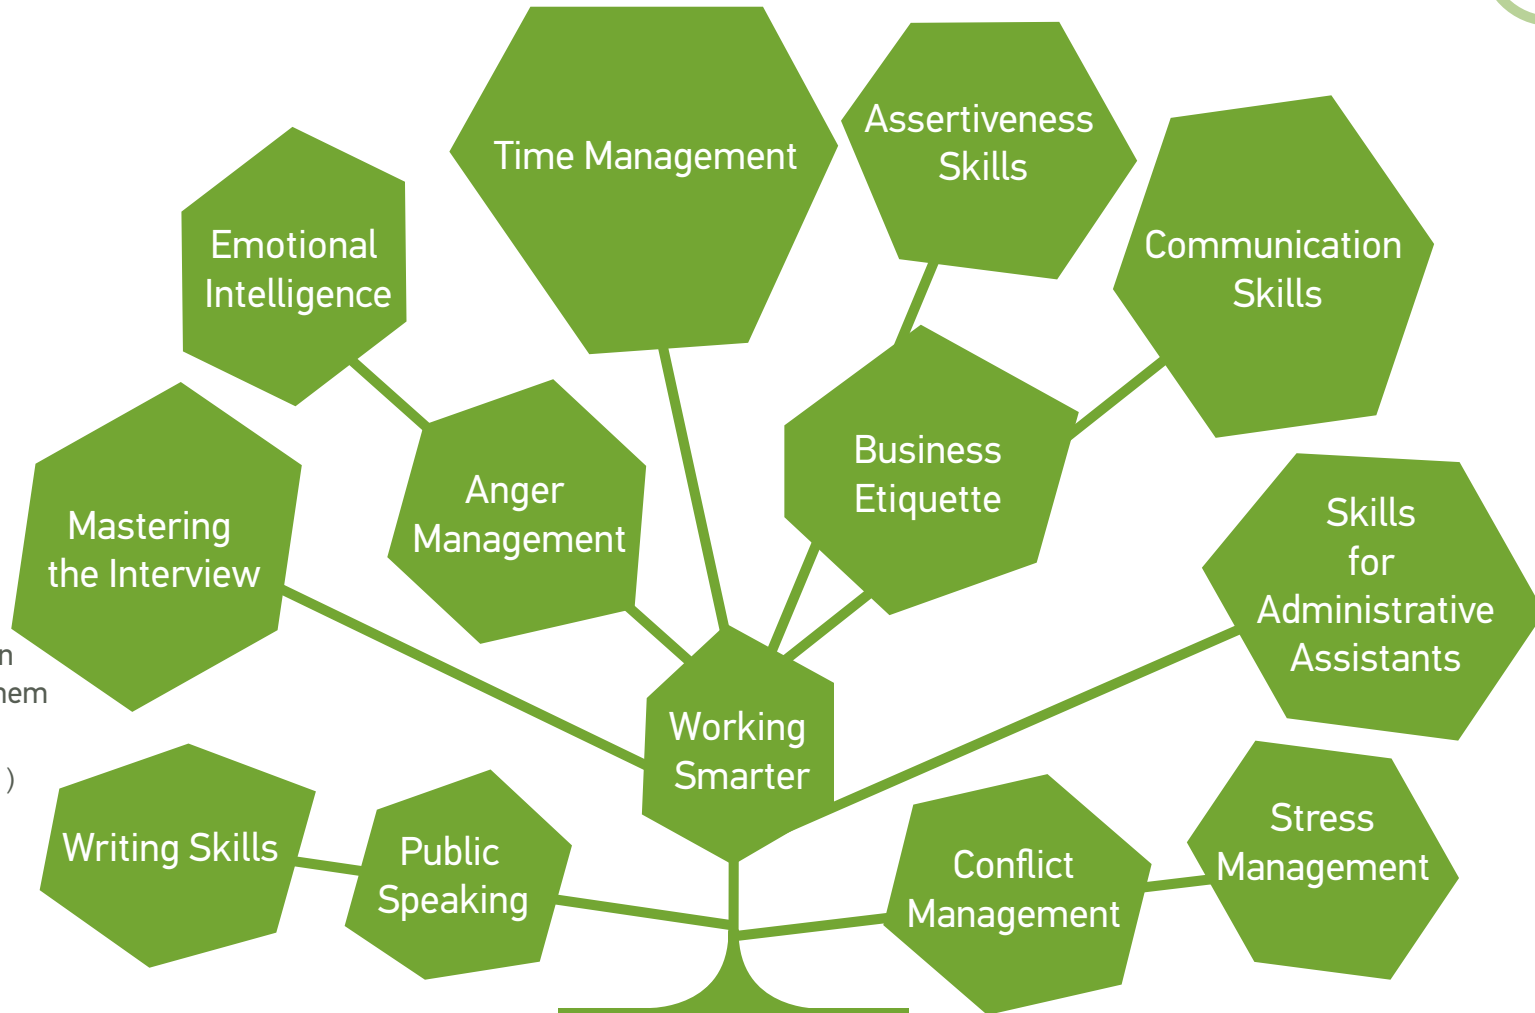 Time Management
Assertiveness
Skills
Emotional
Intelligence
Communication
Skills
Anger
Management
Business
Etiquette
Mastering
the Interview
Skills
for
Administrative
Assistants
Working
Smarter
)
Writing Skills
Public
Speaking
Conflict
Management
Stress
Management